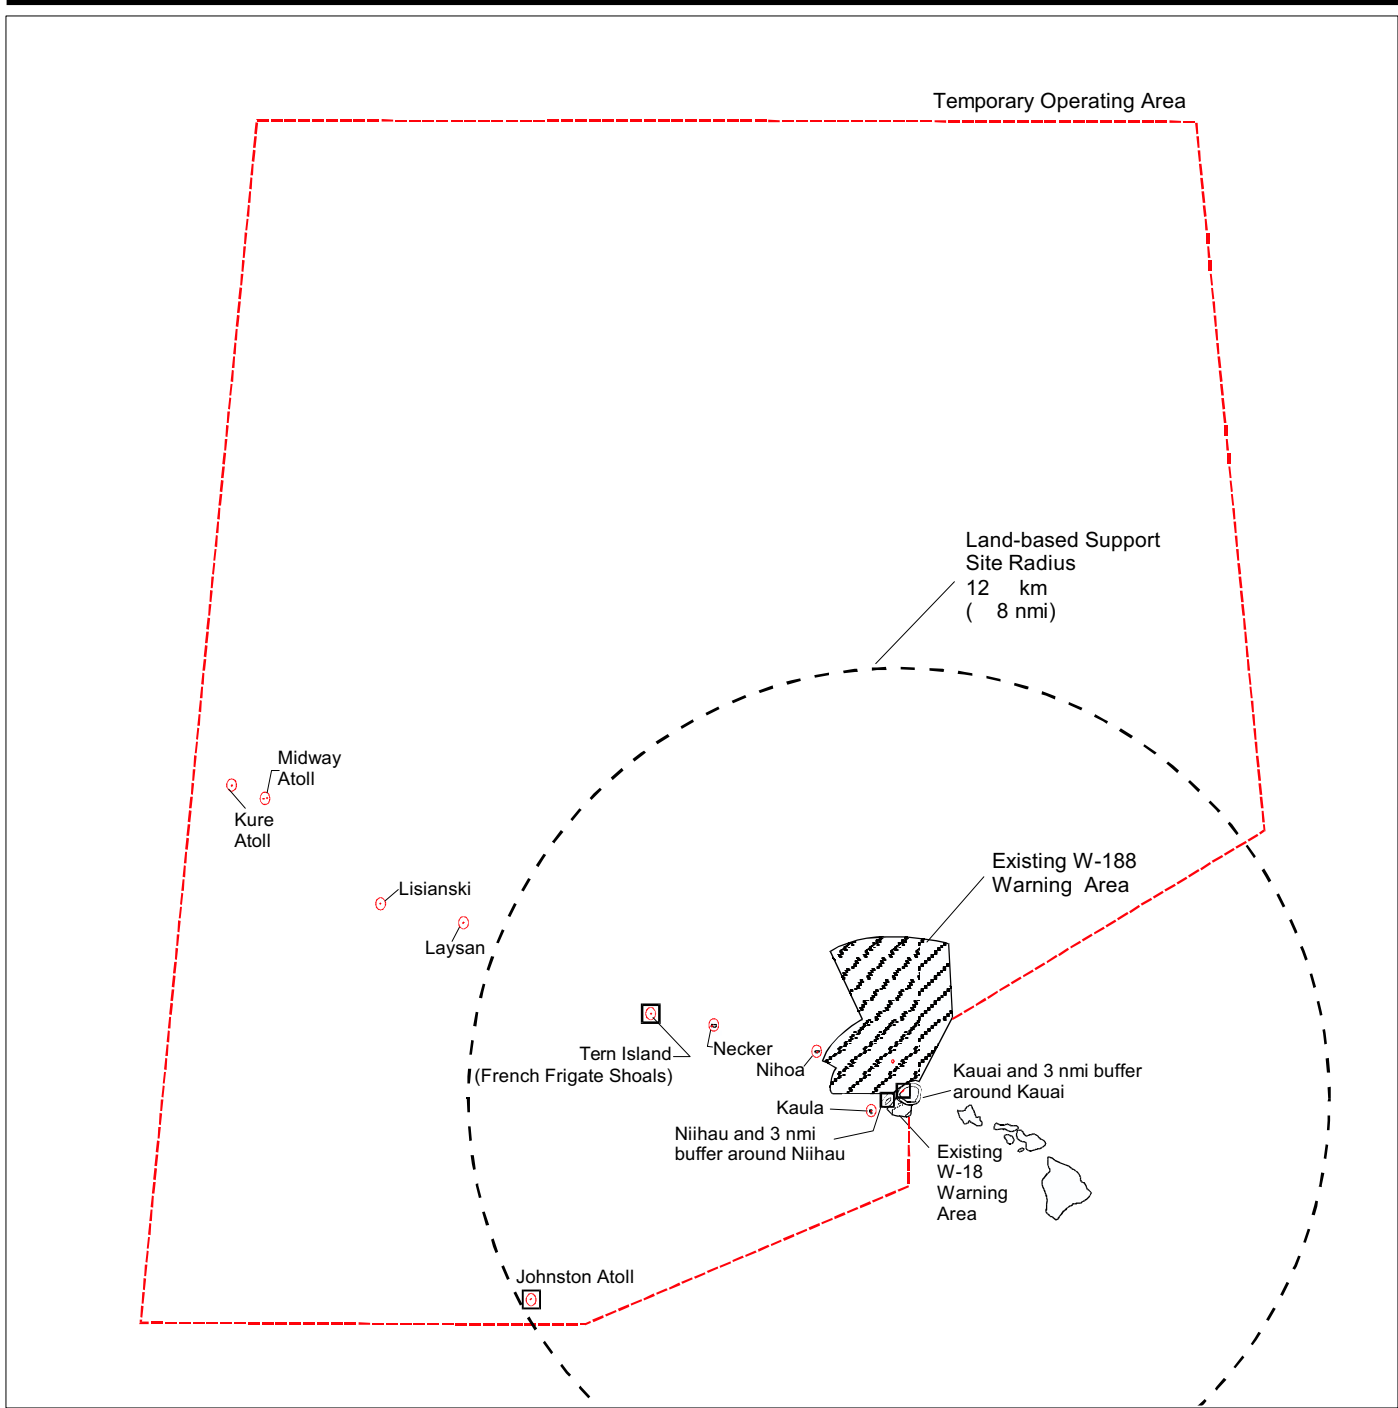 Temporary Operating Area
Land-based Support
Site Radius
12 km
( 8 nmi)
Midway
Atoll
Kure
Atoll
Existing W-188
Warning Area
Lisianski
Laysan
Necker
Tern Island
(French Frigate Shoals)
Nihoa
Kauai and 3 nmi buffer
around Kauai
Kaula
Niihau and 3 nmi
buffer around Niihau
Existing
W-18
Warning
Area
Johnston Atoll